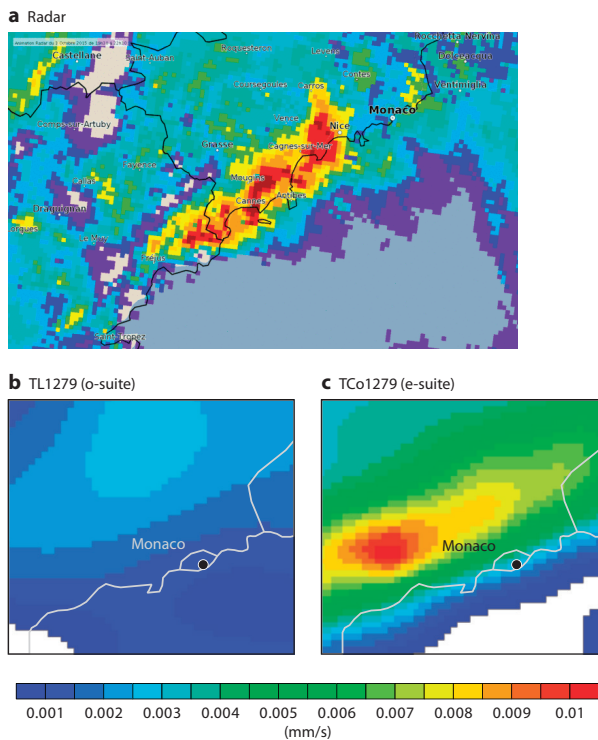 a Radar
Castellane
Saint-Auban
Roquesteron
Levens
Rocchetta Nervina
Dolceacqua
Contes
Ventimiglia
Coursegoules
Carros
Comps-sur-Artuby
Vence
Monaco
Nice
Grasse
Cagnes-sur-Mer
Fayence
Callas
Mougins
Antibes
Cannes
Draguignan
Le Muy
Fréjus
Saint-Tropez
b TL1279 (o-suite)
c TCo1279 (e-suite)
Monaco
Monaco
0.001 0.002 0.003 0.004 0.005 0.006 0.007 0.008 0.009 0.01
(mm/s)